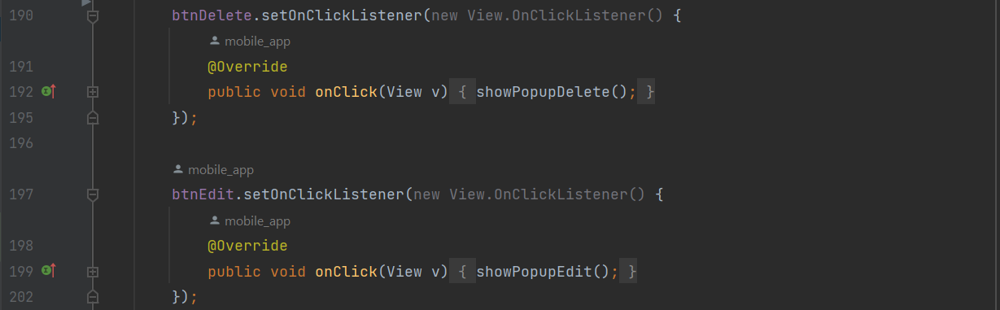 190 btnDelete.setOnClickListener(new View.OnClickListener() {
mobile_app
191 @Override
192 public void onClick(View v) { showPopupDelete(); }
195 });
196
mobile_app
197 btnEdit.setOnClickListener(new View.OnClickListener() {
mobile_app
198 @Override
199 public void onClick(View v) { showPopupEdit(); }
202 });